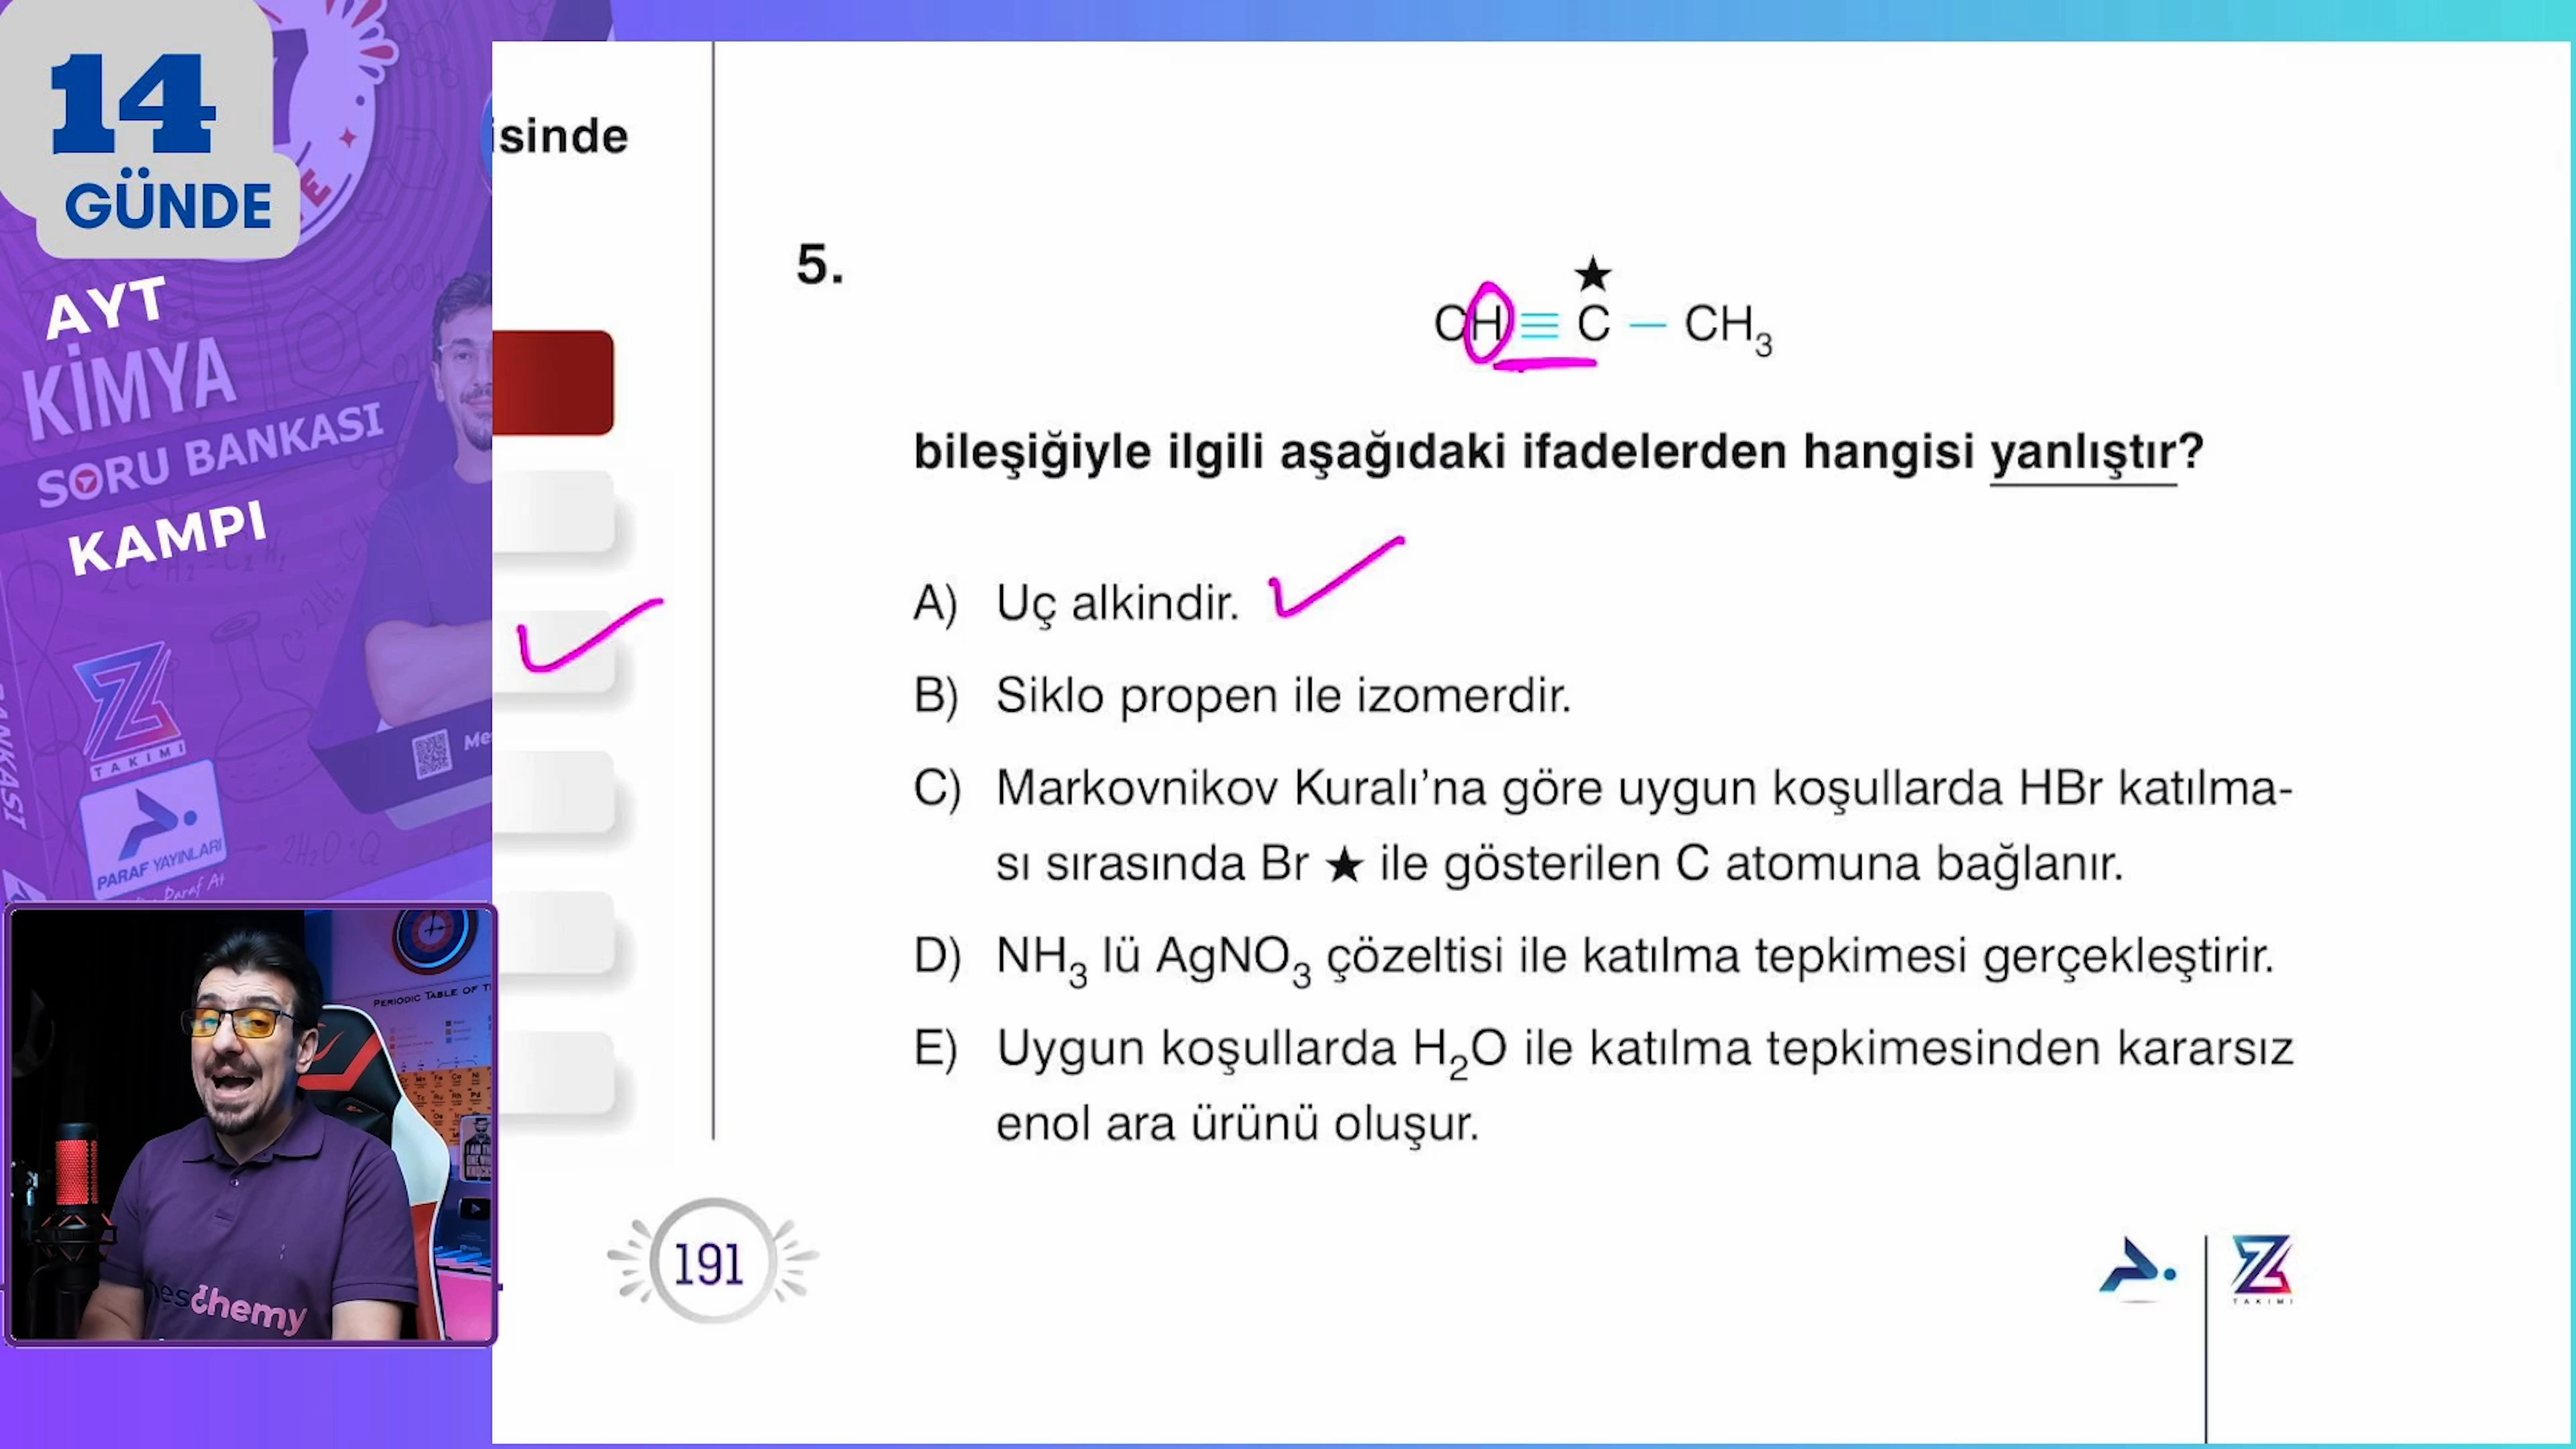 14
GÜNDE
AYT
KİMYA
SORU BANKASI
KAMPI
TAKIMI
PARAF YAYINLARI
PERIODIC TABLE OF T
Chemy
isinde
5.
★
CH ≡ C — CH₃
bileşiğiyle ilgili aşağıdaki ifadelerden hangisi yanlıştır?
A) Uç alkindir.
B) Siklo propen ile izomerdir.
C) Markovnikov Kuralı’na göre uygun koşullarda HBr katılma-
sı sırasında Br ★ ile gösterilen C atomuna bağlanır.
D) NH₃ lü AgNO₃ çözeltisi ile katılma tepkimesi gerçekleştirir.
E) Uygun koşullarda H₂O ile katılma tepkimesinden kararsız
enol ara ürünü oluşur.
191
TAKIMI